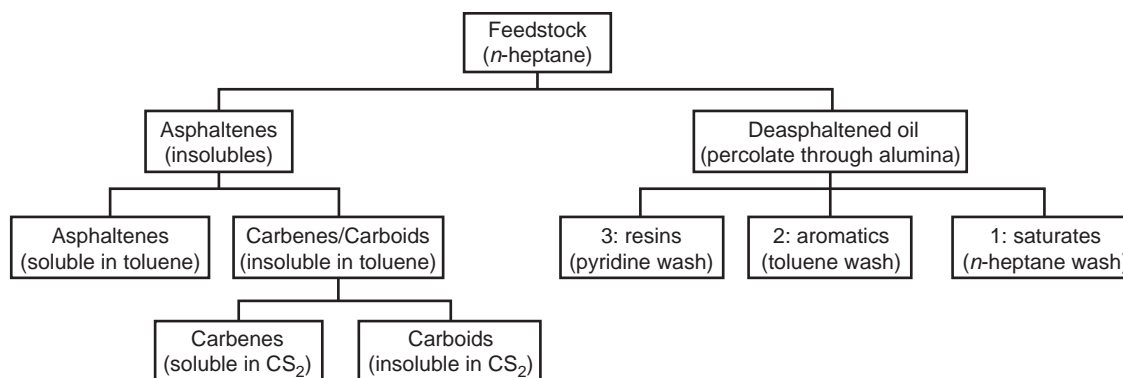 Feedstock
(n-heptane)
Asphaltenes
(insolubles)
Deasphaltened oil
(percolate through alumina)
Asphaltenes
(soluble in toluene)
Carbenes/Carboids
(insoluble in toluene)
3: resins
(pyridine wash)
2: aromatics
(toluene wash)
1: saturates
(n-heptane wash)
Carbenes
(soluble in CS₂)
Carboids
(insoluble in CS₂)